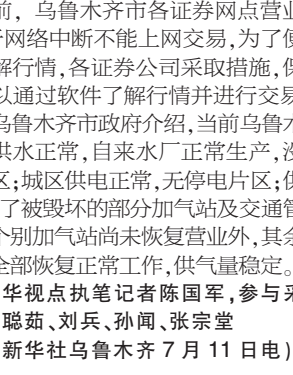 前，乌鲁木齐市各证券网点营业
网络中断不能上网交易,为了
解行情,各证券公司采取措施,保
以通过软件了解行情并进行交易
乌鲁木齐市政府介绍,当前乌鲁木
供水正常,自来水厂正常生产,没
区;城区供电正常,无停电片区;供
了被毁坏的部分加气站及交通管
个别加气站尚未恢复营业外,其余
全部恢复正常工作,供气量稳定。
华视点执笔记者陈国军,参与采
聪茹、刘兵、孙闻、张宗堂
新华社乌鲁木齐7月11日电)